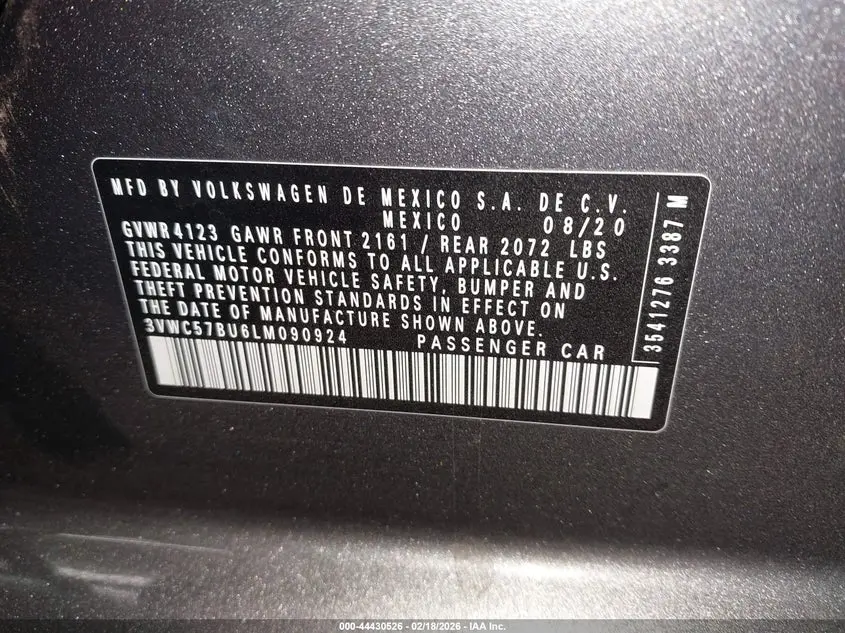 MFD BY VOLKSWAGEN DE MEXICO S.A. DE C.V.
MEXICO 08/20
GVWR 4123 GAWR FRONT 2161 / REAR 2072 LBS
THIS VEHICLE CONFORMS TO ALL APPLICABLE U.S.
FEDERAL MOTOR VEHICLE SAFETY, BUMPER AND
THEFT PREVENTION STANDARDS IN EFFECT ON
THE DATE OF MANUFACTURE SHOWN ABOVE.
3VWC57BU6LM090924 PASSENGER CAR
3541276 3387 M
000-44430526 - 02/18/2026 - IAA Inc.